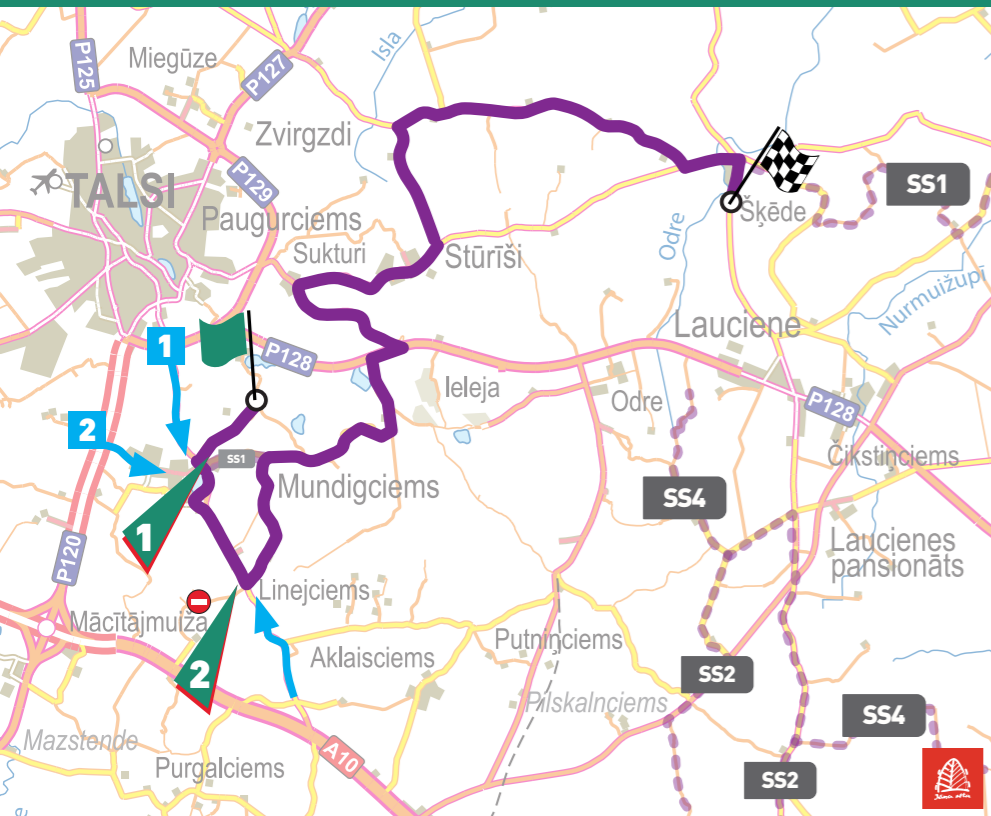 Isla
P125
Miegūze
P127
Zvirgzdi
P129
TALSI
SS1
Paugurciems
Šķēde
Sukturi
Stūrīši
Odre
Nurmuižupī
Lauciene
1
P128
Ieleja
Odre
P128
2
SS1
Čikstiņciems
Mundigciems
SS4
1
Laucienes
pansionāts
P120
Linejciems
Mācītājmuiža
Putniņciems
Aklaisciems
2
SS2
Pilskalnciems
SS4
Mazstende
A10
Purgalciems
SS2